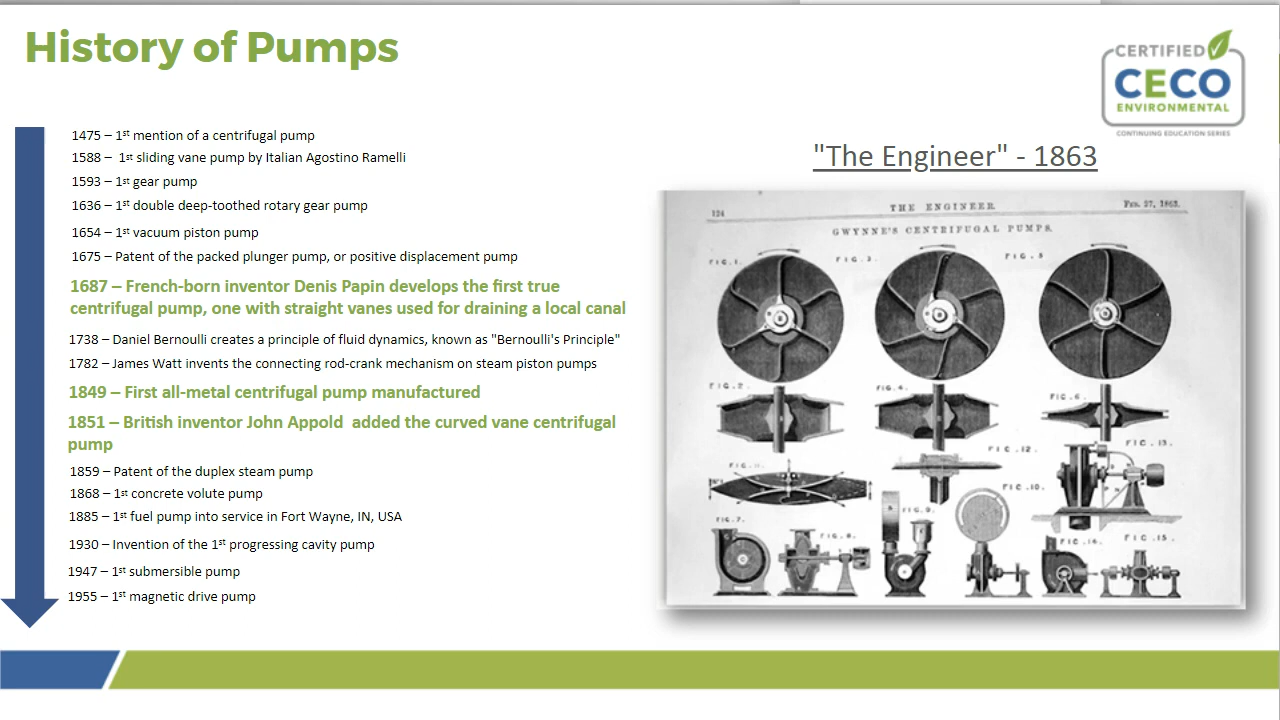 History of Pumps
CERTIFIED
CECO
ENVIRONMENTAL
CONTINUING EDUCATION SERIES
1475 – 1st mention of a centrifugal pump
1588 – 1st sliding vane pump by Italian Agostino Ramelli
1593 – 1st gear pump
1636 – 1st double deep-toothed rotary gear pump
1654 – 1st vacuum piston pump
1675 – Patent of the packed plunger pump, or positive displacement pump
1687 – French-born inventor Denis Papin develops the first true
centrifugal pump, one with straight vanes used for draining a local canal
1738 – Daniel Bernoulli creates a principle of fluid dynamics, known as "Bernoulli's Principle"
1782 – James Watt invents the connecting rod-crank mechanism on steam piston pumps
1849 – First all-metal centrifugal pump manufactured
1851 – British inventor John Appold added the curved vane centrifugal
pump
1859 – Patent of the duplex steam pump
1868 – 1st concrete volute pump
1885 – 1st fuel pump into service in Fort Wayne, IN, USA
1930 – Invention of the 1st progressing cavity pump
1947 – 1st submersible pump
1955 – 1st magnetic drive pump
"The Engineer" - 1863
124 THE ENGINEER. FEB. 27, 1863.
GWYNNE'S CENTRIFUGAL PUMPS.
FIG. 1. FIG. 3. FIG. 5
FIG. 2. FIG. 4. FIG. 6.
FIG. 11. FIG. 12. FIG. 13.
FIG. 7. FIG. 8. FIG. 9. FIG. 10. FIG. 14. FIG. 15.